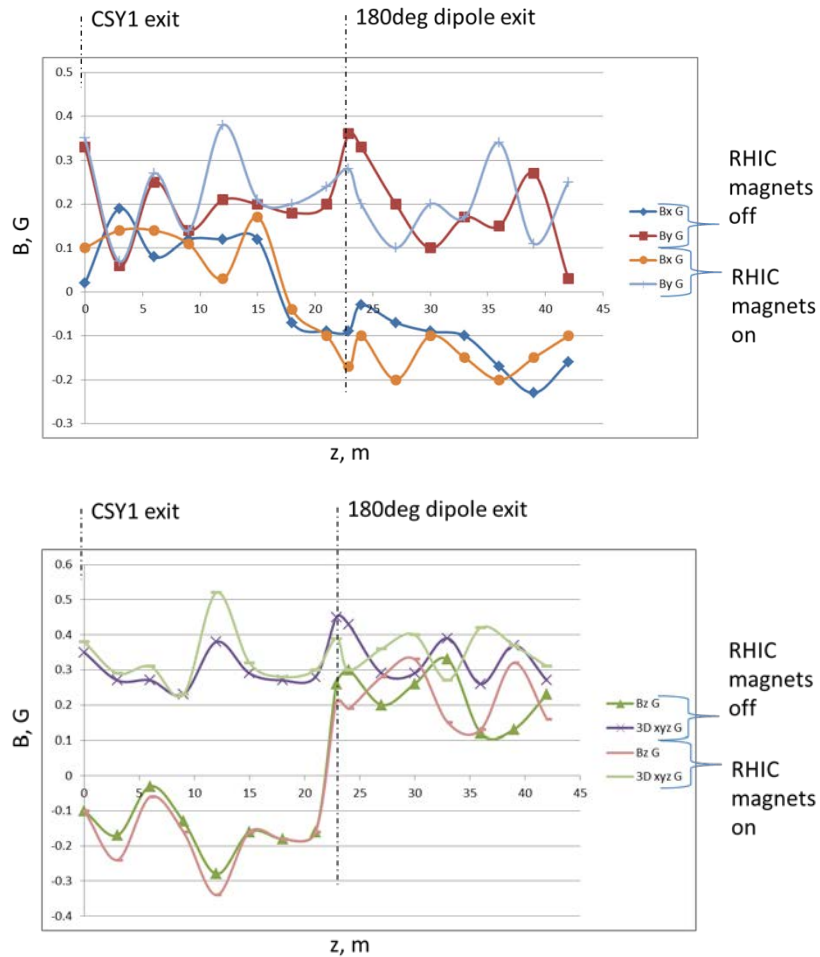 CSY1 exit
180deg dipole exit
0.5
0.4
0.3
0.2
0.1
0
-0.1
-0.2
-0.3
0 5 10 15 20 25 30 35 40 45
B, G
z, m
Bx G
By G
Bx G
By G
RHIC
magnets
off
RHIC
magnets
on
CSY1 exit
180deg dipole exit
0.6
0.5
0.4
0.3
0.2
0.1
0
-0.1
-0.2
-0.3
-0.4
0 5 10 15 20 25 30 35 40 45
B, G
z, m
Bz G
3D xyz G
Bz G
3D xyz G
RHIC
magnets
off
RHIC
magnets
on